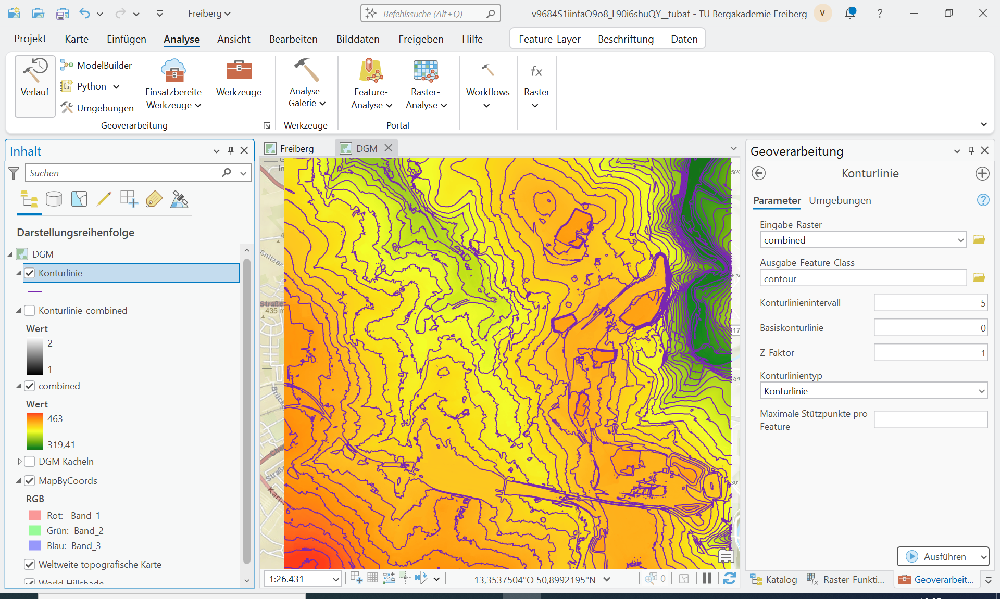 Freiberg
Befehlssuche (Alt+Q)
v9684S1iinfaO9o8_L90i6shuQY__tubaf - TU Bergakademie Freiberg
V
?
Projekt
Karte
Einfügen
Analyse
Ansicht
Bearbeiten
Bilddaten
Freigeben
Hilfe
Feature-Layer
Beschriftung
Daten
Verlauf
ModelBuilder
Python
Umgebungen
Einsatzbereite
Werkzeuge
Werkzeuge
Geoverarbeitung
Analyse-
Galerie
Werkzeuge
Feature-
Analyse
Raster-
Analyse
Portal
Workflows
fx
Raster
Inhalt
Suchen
Darstellungsreihenfolge
DGM
Konturlinie
Konturlinie_combined
Wert
2
1
combined
Wert
463
319,41
DGM Kacheln
MapByCoords
RGB
Rot: Band_1
Grün: Band_2
Blau: Band_3
Weltweite topografische Karte
World Hillshade
Freiberg
DGM
Straße
435 m
17
1:26.431
N
13,3537504°O 50,8992195°N
0
Geoverarbeitung
Konturlinie
Parameter
Umgebungen
?
Eingabe-Raster
combined
Ausgabe-Feature-Class
contour
Konturlinienintervall
5
Basiskonturlinie
0
Z-Faktor
1
Konturlinientyp
Konturlinie
Maximale Stützpunkte pro
Feature
Ausführen
Katalog
Raster-Funkti...
Geoverarbeit...